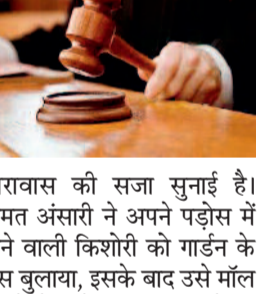 रावास की सजा सुनाई है।
मत अंसारी ने अपने पड़ोस में
ने वाली किशोरी को गार्डन के
स बुलाया, इसके बाद उसे मॉल